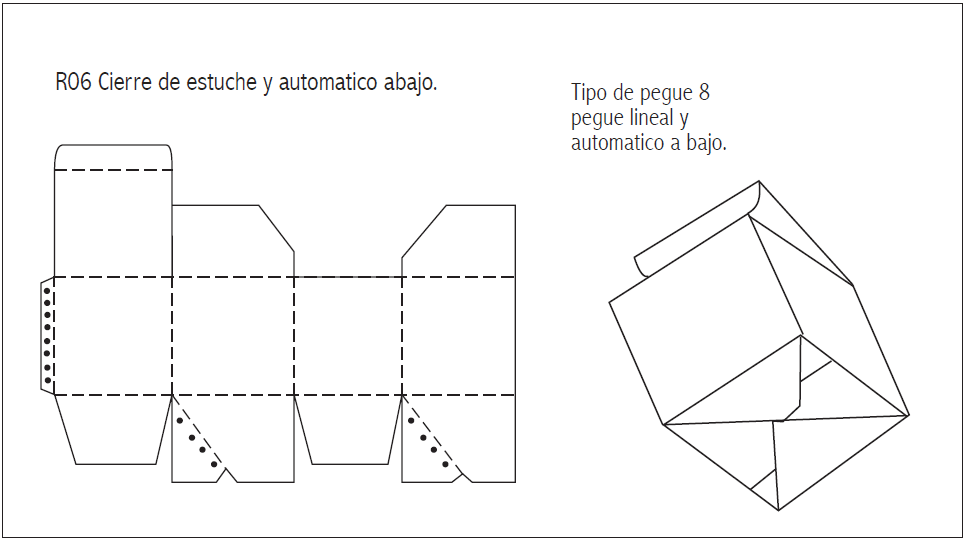 R06 Cierre de estuche y automatico abajo.
Tipo de pegue 8
pegue lineal y
automatico a bajo.